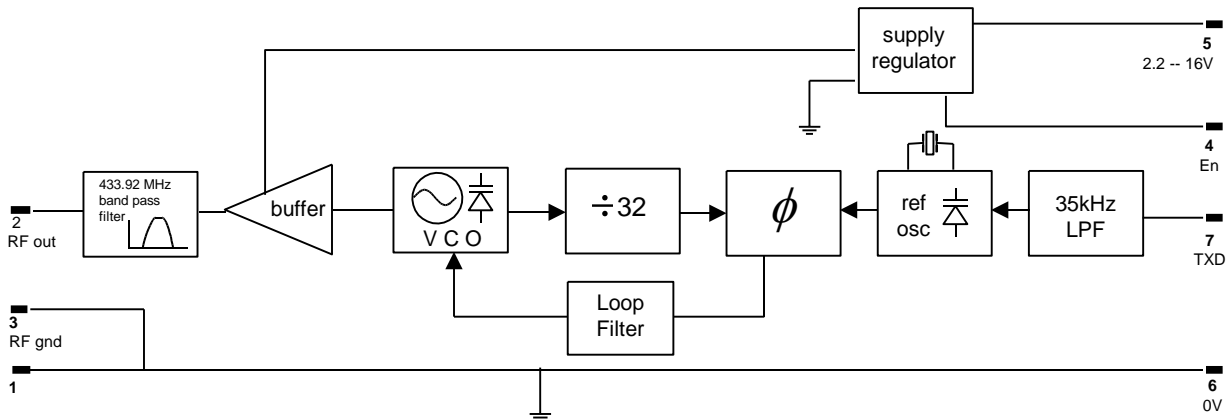 supply
regulator
5
2.2 -- 16V
4
En
433.92 MHz
band pass
filter
buffer
V C O
÷32
ϕ
ref
osc
35kHz
LPF
2
RF out
7
TXD
Loop
Filter
3
RF gnd
1
6
0V